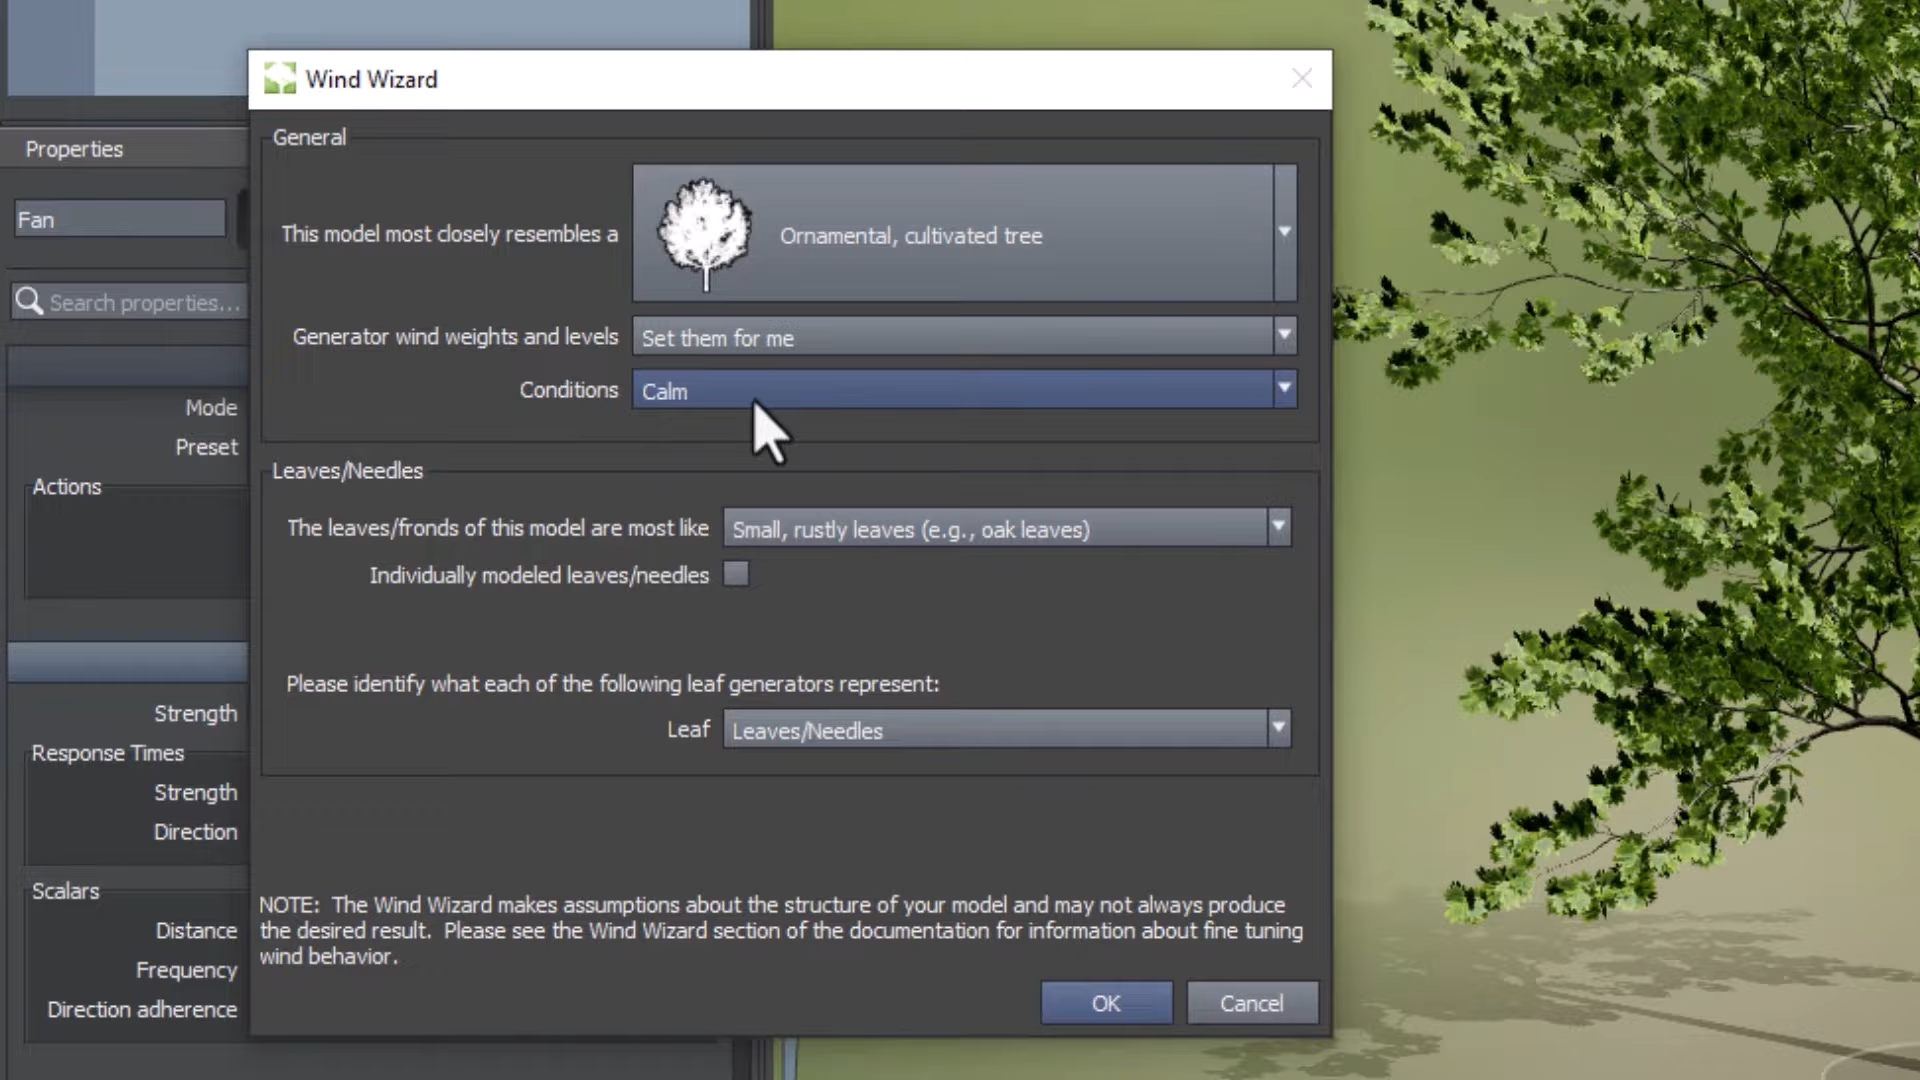 Wind Wizard
General
Properties
Fan
This model most closely resembles a
Ornamental, cultivated tree
Search properties...
Generator wind weights and levels
Set them for me
Conditions
Calm
Mode
Preset
Leaves/Needles
Actions
The leaves/fronds of this model are most like
Small, rustly leaves (e.g., oak leaves)
Individually modeled leaves/needles
Please identify what each of the following leaf generators represent:
Strength
Leaf
Leaves/Needles
Response Times
Strength
Direction
Scalars
NOTE: The Wind Wizard makes assumptions about the structure of your model and may not always produce
the desired result. Please see the Wind Wizard section of the documentation for information about fine tuning
wind behavior.
Distance
Frequency
Direction adherence
OK
Cancel